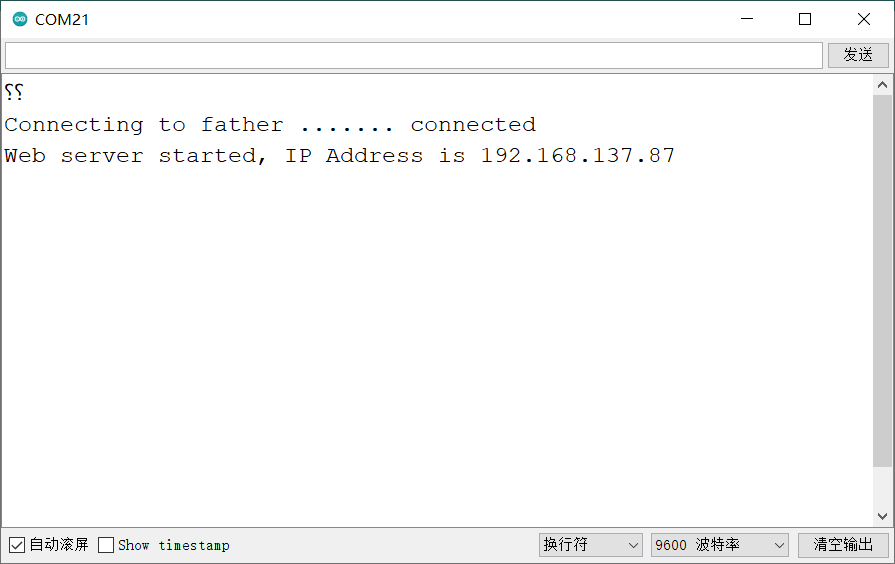 COM21
发送
⸮⸮
Connecting to father ....... connected
Web server started, IP Address is 192.168.137.87
自动滚屏 Show timestamp 换行符 9600 波特率 清空输出